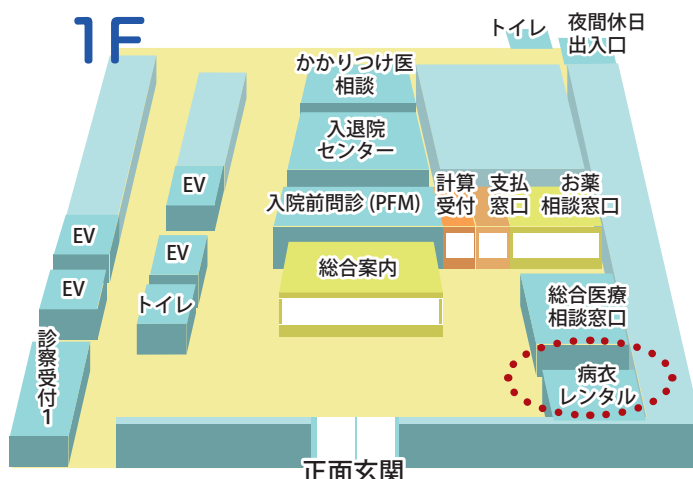 1F
トイレ
夜間休日
出入口
かかりつけ医
相談
入退院
センター
EV
入院前問診 (PFM)
計算
受付
支払
窓口
お薬
相談窓口
EV
EV
総合案内
EV
トイレ
総合医療
相談窓口
診察受付1
病衣
レンタル
正面玄関